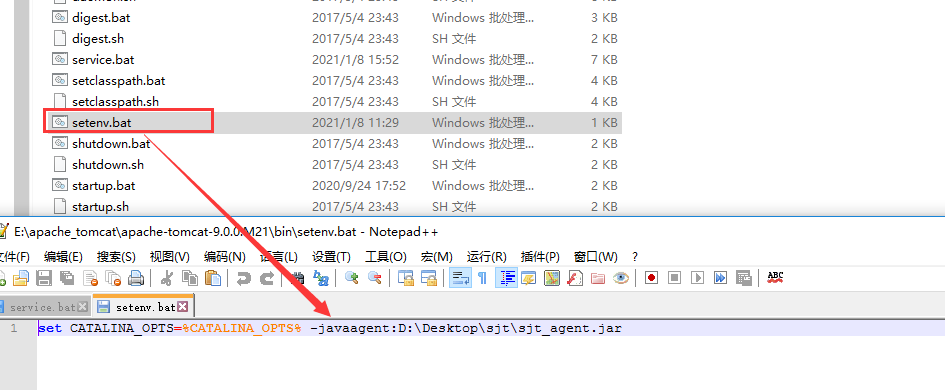 digest.bat 2017/5/4 23:43 Windows 批处理... 3 KB
digest.sh 2017/5/4 23:43 SH 文件 2 KB
service.bat 2021/1/8 15:52 Windows 批处理... 7 KB
setclasspath.bat 2017/5/4 23:43 Windows 批处理... 4 KB
setclasspath.sh 2017/5/4 23:43 SH 文件 4 KB
setenv.bat 2021/1/8 11:29 Windows 批处理... 1 KB
shutdown.bat 2017/5/4 23:43 Windows 批处理... 2 KB
shutdown.sh 2017/5/4 23:43 SH 文件 2 KB
startup.bat 2020/9/24 17:52 Windows 批处理... 2 KB
startup.sh 2017/5/4 23:43 SH 文件 2 KB
E:\apache_tomcat\apache-tomcat-9.0.0.M21\bin\setenv.bat - Notepad++
文件(F) 编辑(E) 搜索(S) 视图(V) 编码(N) 语言(L) 设置(T) 工具(O) 宏(M) 运行(R) 插件(P) 窗口(W) ?
ABC
service.bat setenv.bat
1 set CATALINA_OPTS=%CATALINA_OPTS% -javaagent:D:\Desktop\sjt\sjt_agent.jar